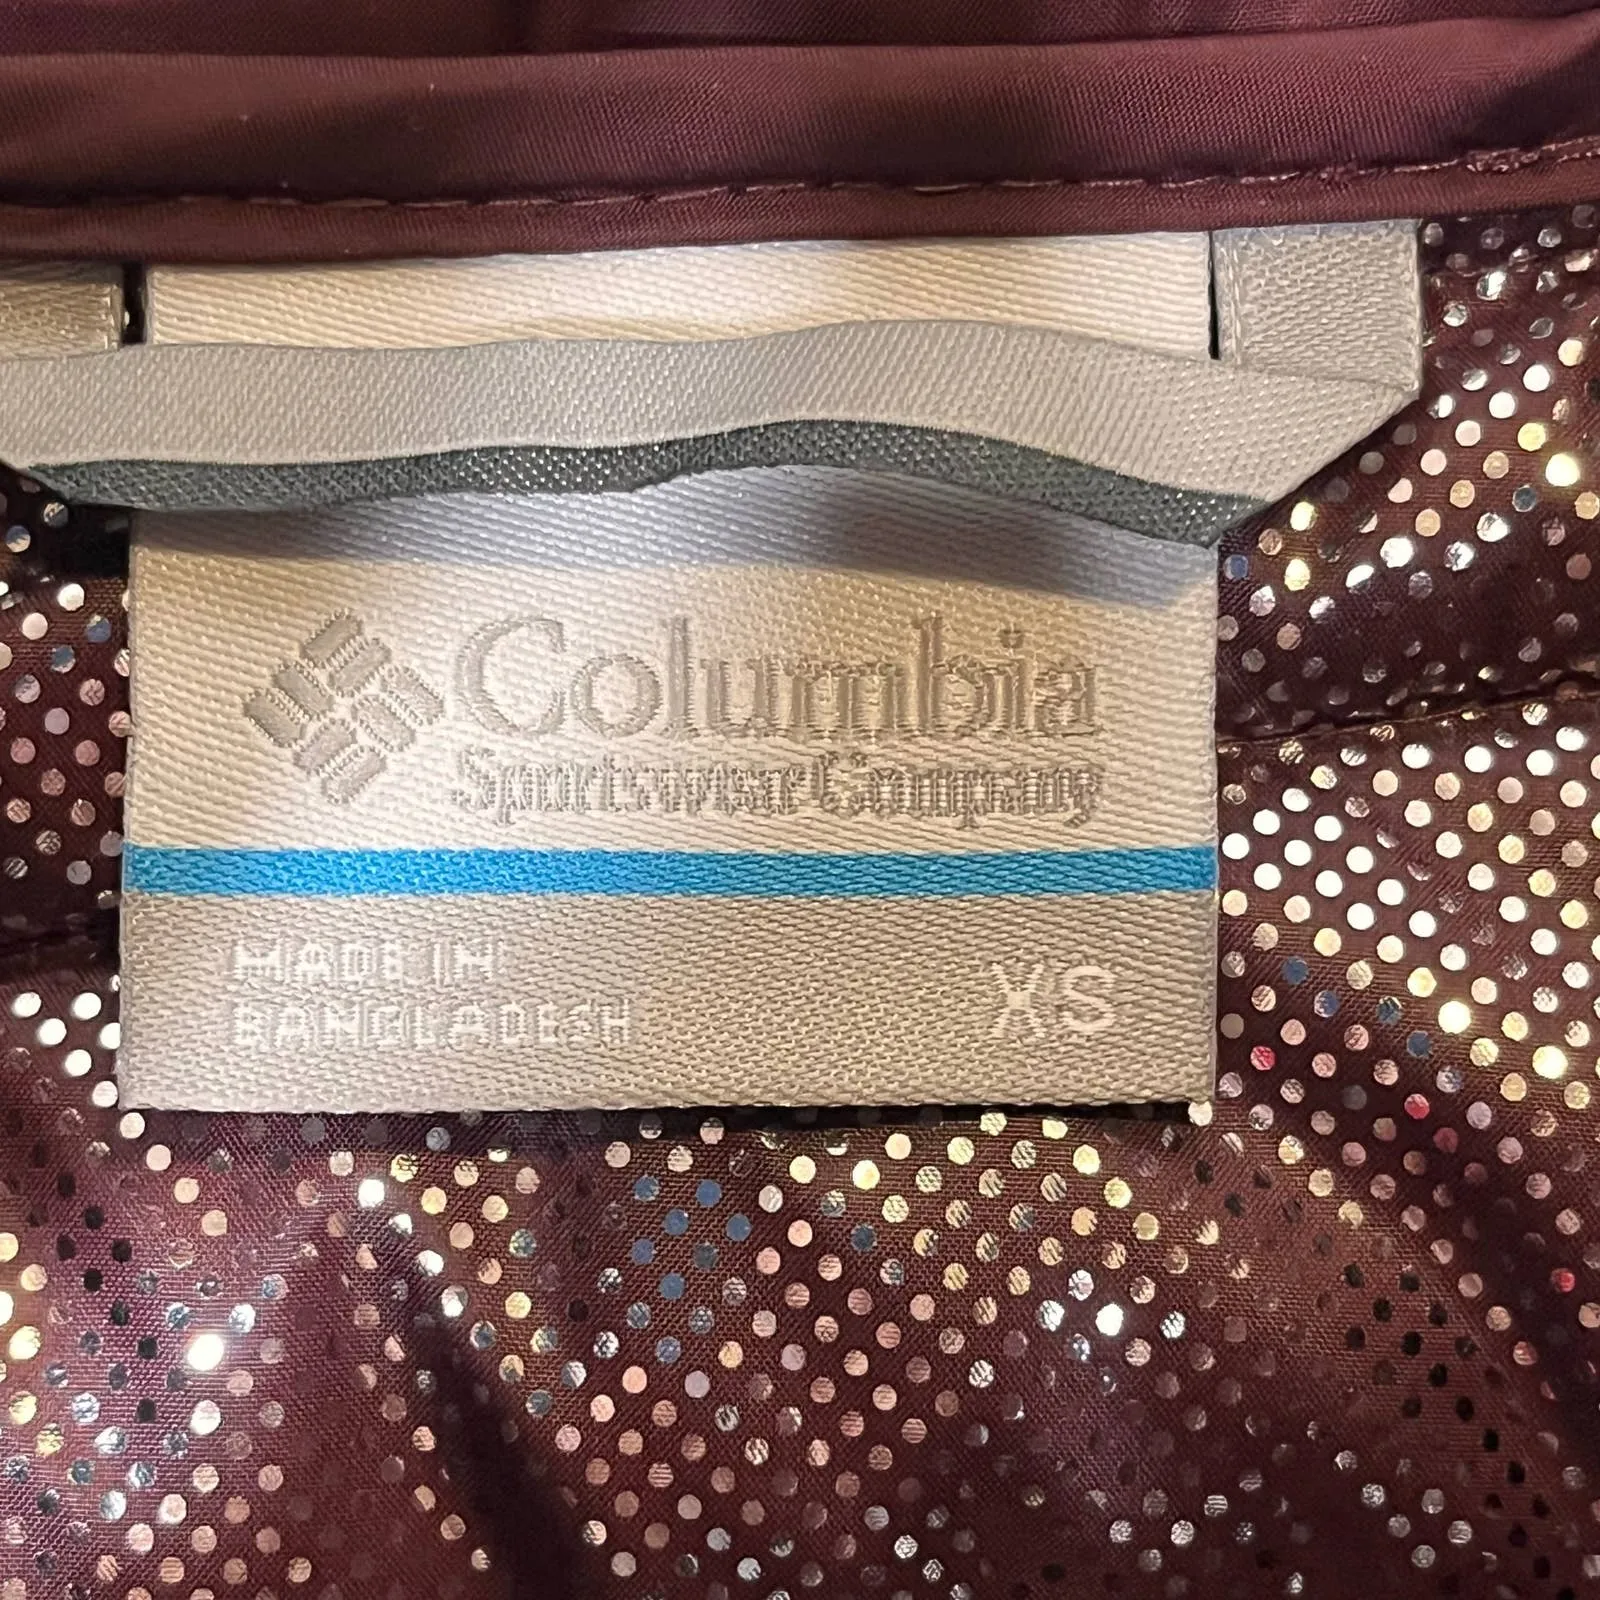 Columbia
Sportswear Company
MADE IN
BANGLADESH
XS